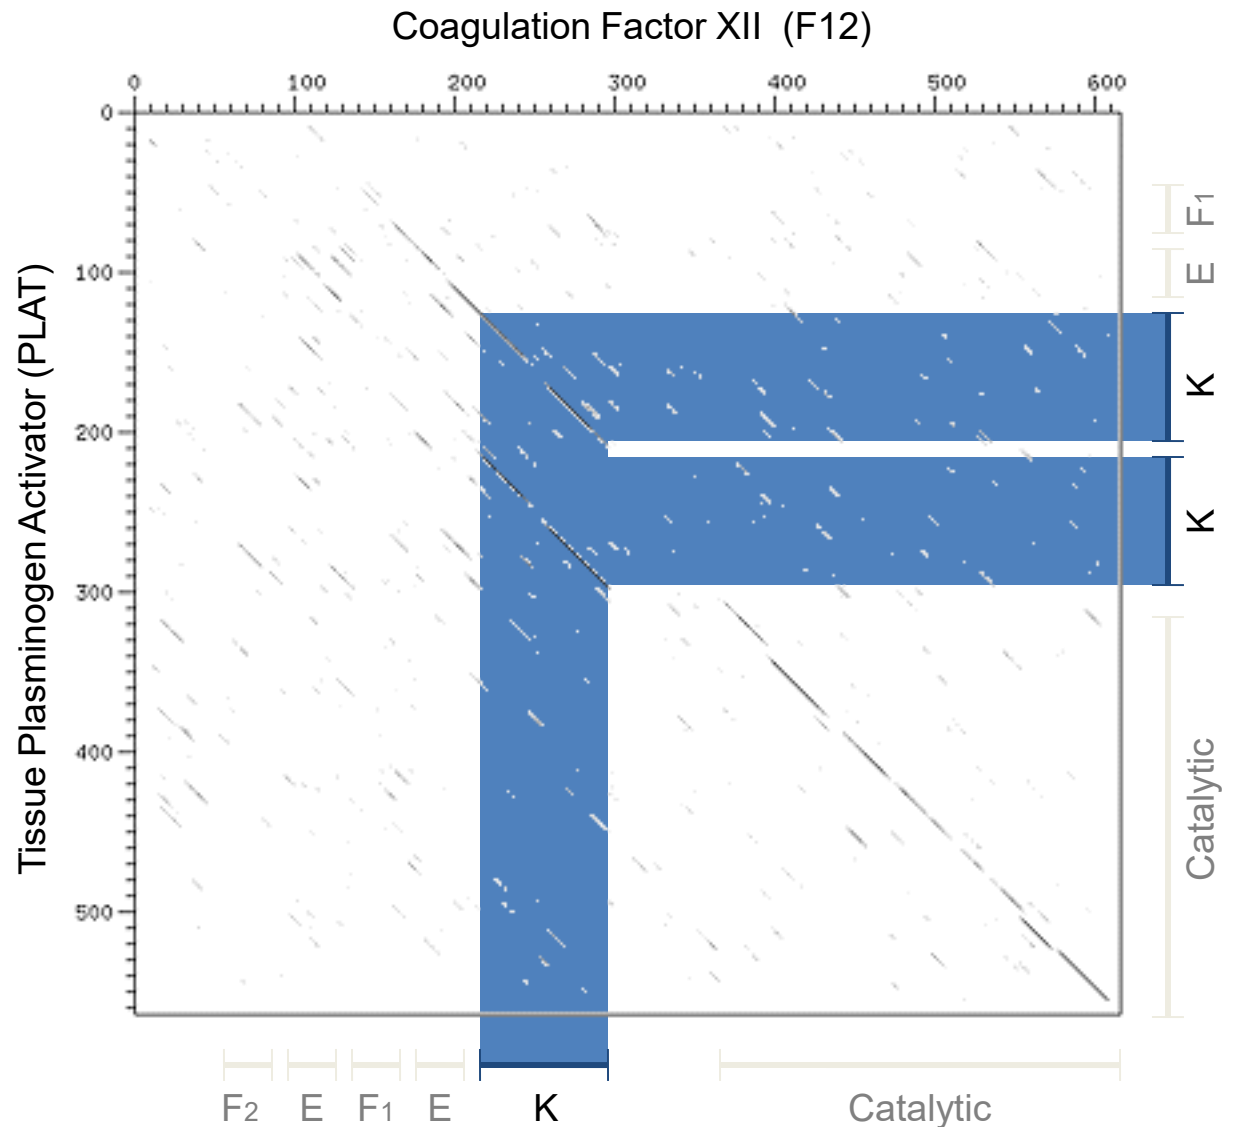 Coagulation Factor XII (F12)
0 100 200 300 400 500 600
0
100
200
300
400
500
Tissue Plasminogen Activator (PLAT)
F1
E
K
K
Catalytic
F2 E F1 E K Catalytic